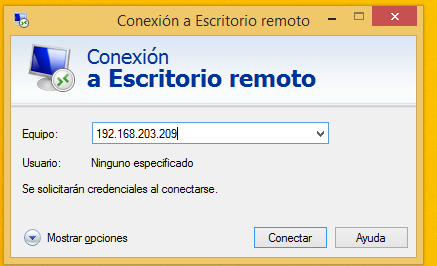 Conexión a Escritorio remoto
Conexión
a Escritorio remoto
Equipo: 192.168.203.209
Usuario: Ninguno especificado
Se solicitarán credenciales al conectarse.
Mostrar opciones Conectar Ayuda